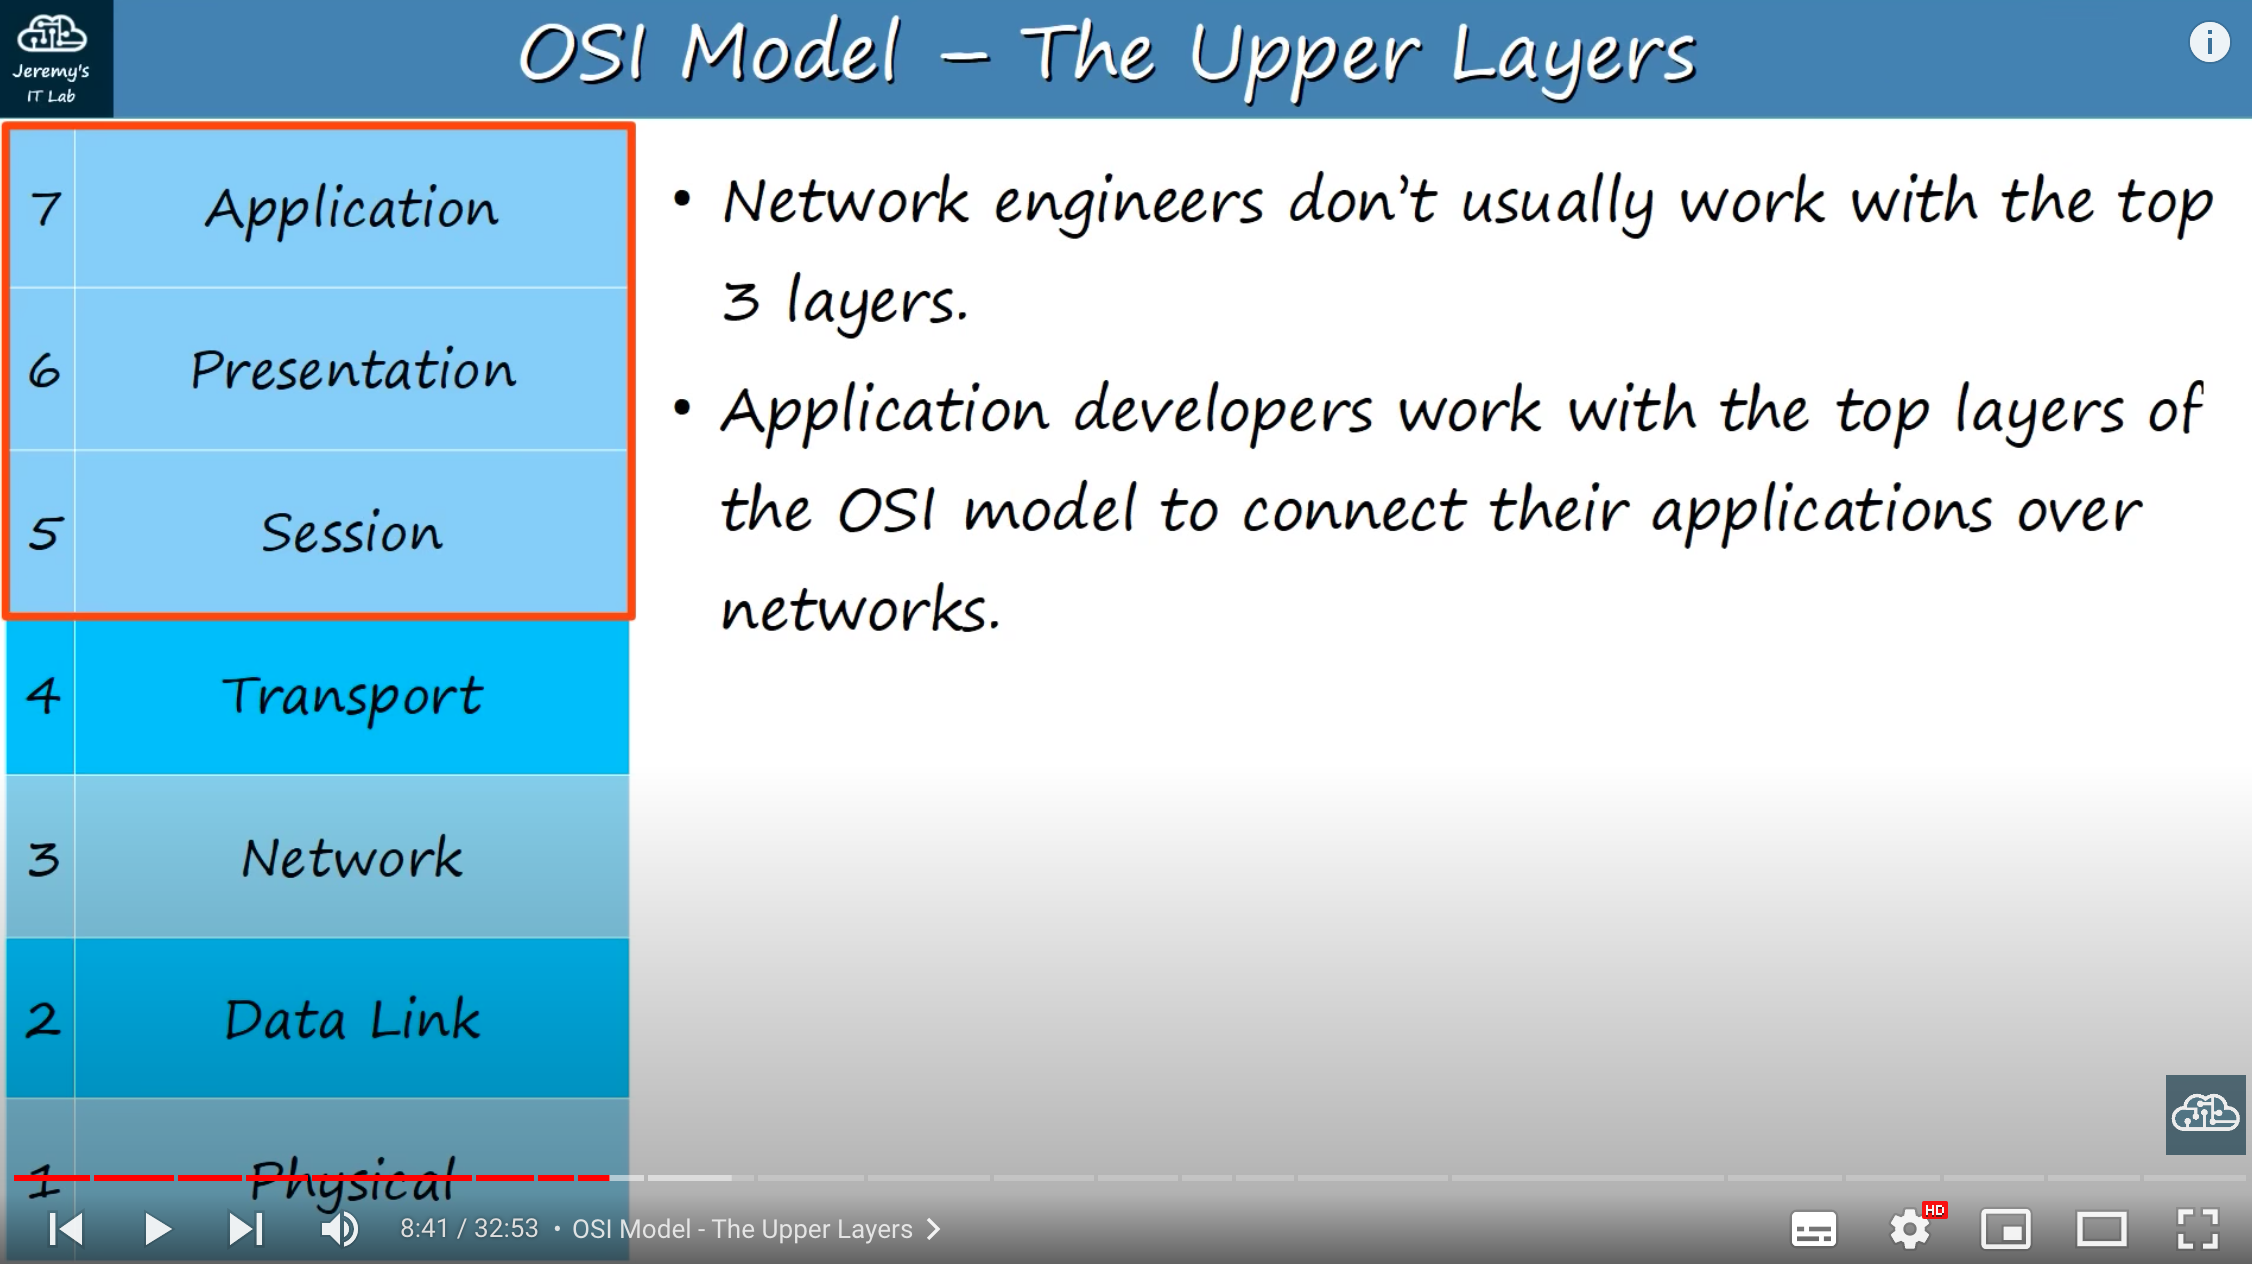 Jeremy's
IT Lab
OSI Model – The Upper Layers
7 Application
6 Presentation
5 Session
4 Transport
3 Network
2 Data Link
1 Physical
• Network engineers don't usually work with the top
3 layers.
• Application developers work with the top layers of
the OSI model to connect their applications over
networks.
8:41 / 32:53 • OSI Model - The Upper Layers
HD